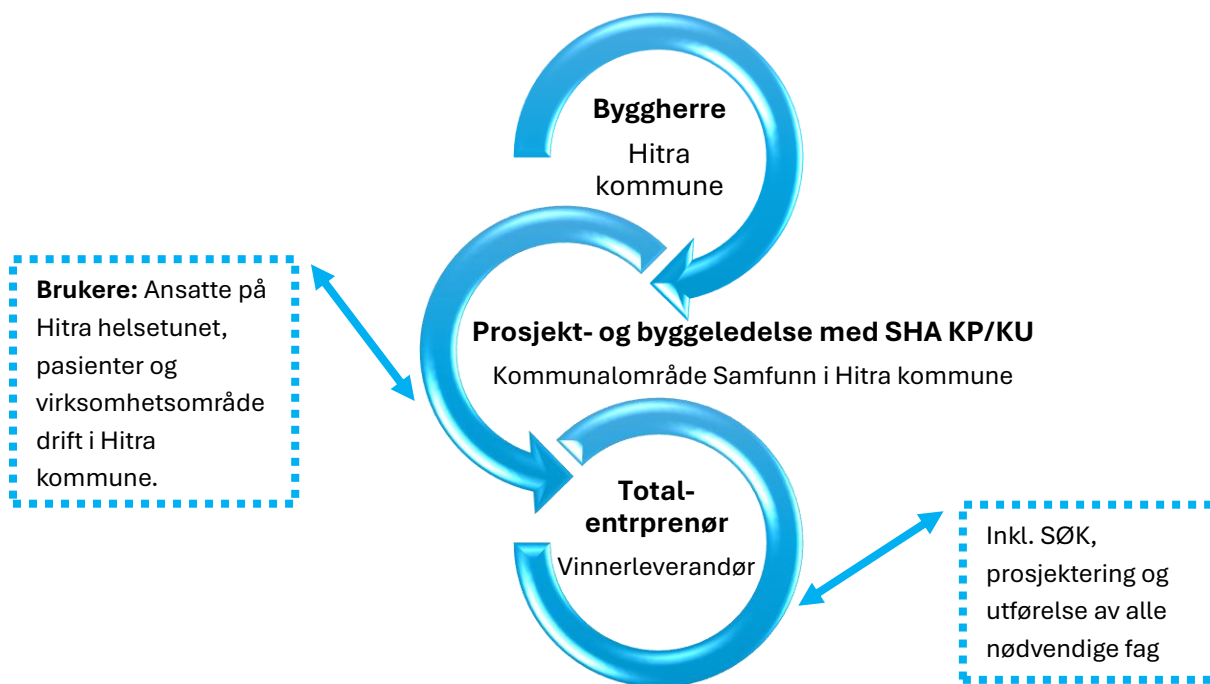 Byggherre
Hitra
kommune
Brukere: Ansatte på
Hitra helsetunet,
pasienter og
virksomhetsområde
drift i Hitra
kommune.
Prosjekt- og byggeledelse med SHA KP/KU
Kommunalområde Samfunn i Hitra kommune
Total-
entrprenør
Vinnerleverandør
Inkl. SØK,
prosjektering og
utførelse av alle
nødvendige fag